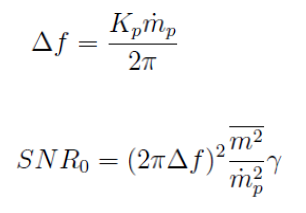 Δf = K_p ṁ_p / 2π
SNR_0 = (2πΔf)^2 \overline{m^2} / ṁ_p^2 γ